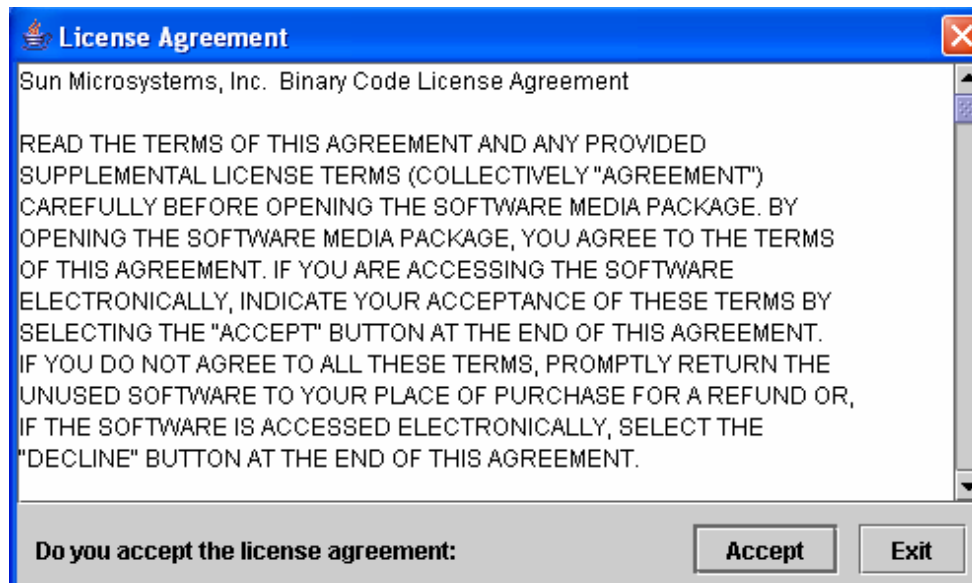 License Agreement
Sun Microsystems, Inc.  Binary Code License Agreement
READ THE TERMS OF THIS AGREEMENT AND ANY PROVIDED
SUPPLEMENTAL LICENSE TERMS (COLLECTIVELY "AGREEMENT")
CAREFULLY BEFORE OPENING THE SOFTWARE MEDIA PACKAGE. BY
OPENING THE SOFTWARE MEDIA PACKAGE, YOU AGREE TO THE TERMS
OF THIS AGREEMENT. IF YOU ARE ACCESSING THE SOFTWARE
ELECTRONICALLY, INDICATE YOUR ACCEPTANCE OF THESE TERMS BY
SELECTING THE "ACCEPT" BUTTON AT THE END OF THIS AGREEMENT.
IF YOU DO NOT AGREE TO ALL THESE TERMS, PROMPTLY RETURN THE
UNUSED SOFTWARE TO YOUR PLACE OF PURCHASE FOR A REFUND OR,
IF THE SOFTWARE IS ACCESSED ELECTRONICALLY, SELECT THE
"DECLINE" BUTTON AT THE END OF THIS AGREEMENT.
Do you accept the license agreement: Accept Exit